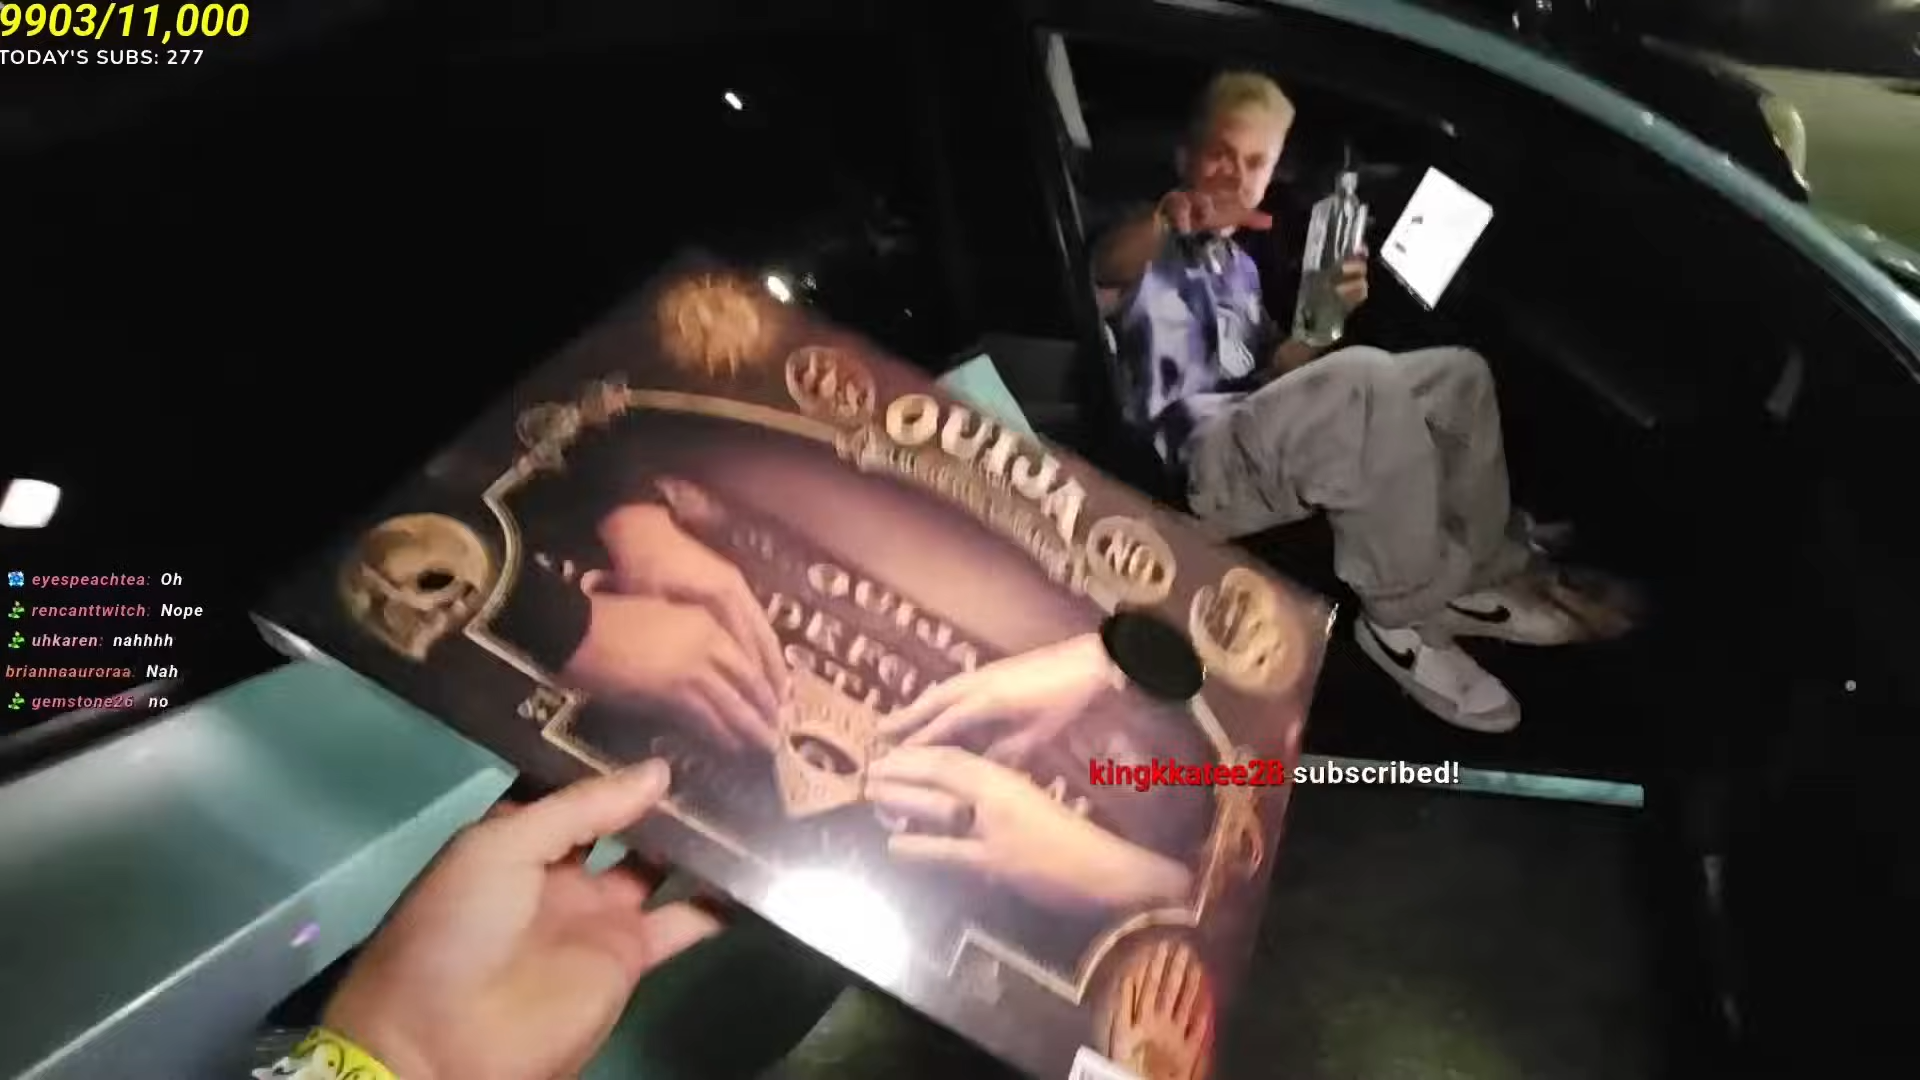 9903/11,000
TODAY'S SUBS: 277
OUIJA
NO
OUIJA
eyespeachtea: Oh
rencanttwitch: Nope
uhkaren: nahhhh
briannaauroraa: Nah
gemstone26 no
kingkkatee28 subscribed!